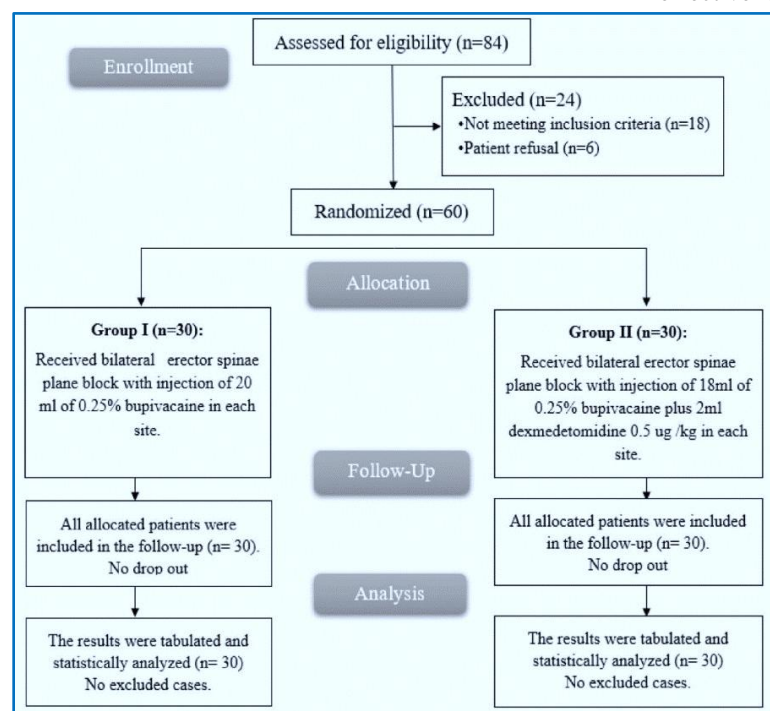 Assessed for eligibility (n=84)
Enrollment
Excluded (n=24)
•Not meeting inclusion criteria (n=18)
•Patient refusal (n=6)
Randomized (n=60)
Allocation
Group I (n=30):
Received bilateral erector spinae
plane block with injection of 20
ml of 0.25% bupivacaine in each
site.
Group II (n=30):
Received bilateral erector spinae
plane block with injection of 18ml of
0.25% bupivacaine plus 2ml
dexmedetomidine 0.5 ug /kg in each
site.
Follow-Up
All allocated patients were
included in the follow-up (n= 30).
No drop out
All allocated patients were included
in the follow-up (n= 30).
No drop out
Analysis
The results were tabulated and
statistically analyzed (n= 30)
No excluded cases.
The results were tabulated and
statistically analyzed (n= 30)
No excluded cases.